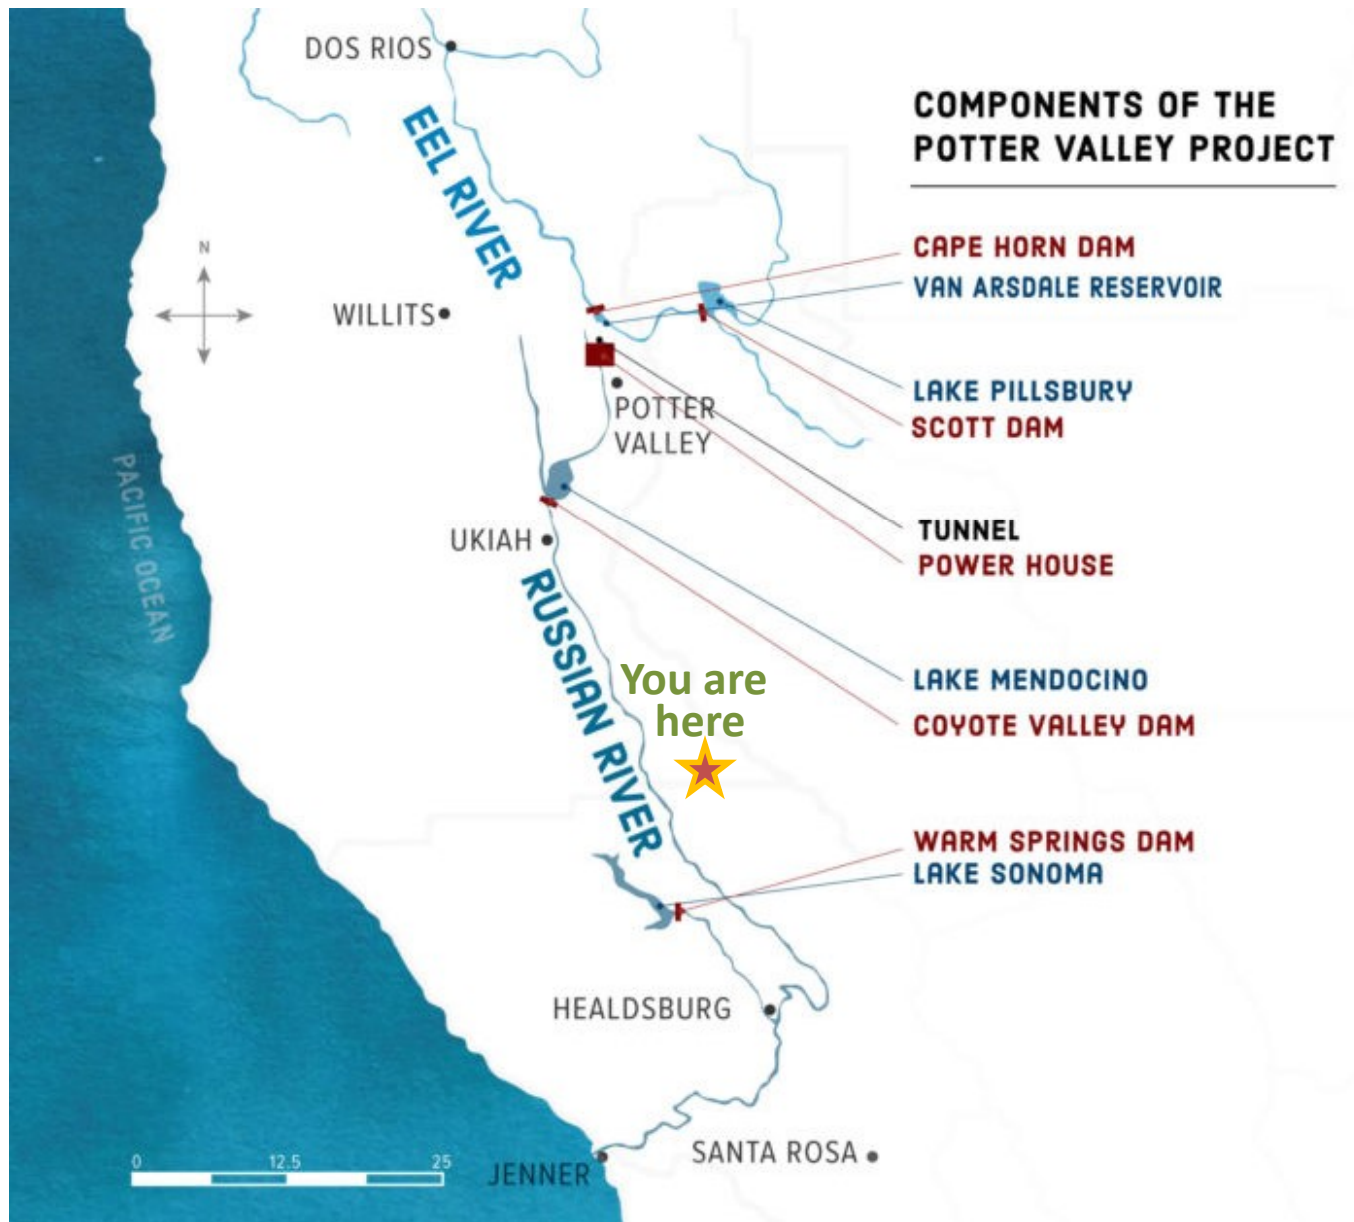 DOS RIOS
EEL RIVER
COMPONENTS OF THE
POTTER VALLEY PROJECT
N
CAPE HORN DAM
VAN ARSDALE RESERVOIR
WILLITS
LAKE PILLSBURY
SCOTT DAM
POTTER
VALLEY
PACIFIC OCEAN
TUNNEL
POWER HOUSE
UKIAH
RUSSIAN RIVER
You are
here
LAKE MENDOCINO
COYOTE VALLEY DAM
WARM SPRINGS DAM
LAKE SONOMA
HEALDSBURG
SANTA ROSA
JENNER
0 12.5 25